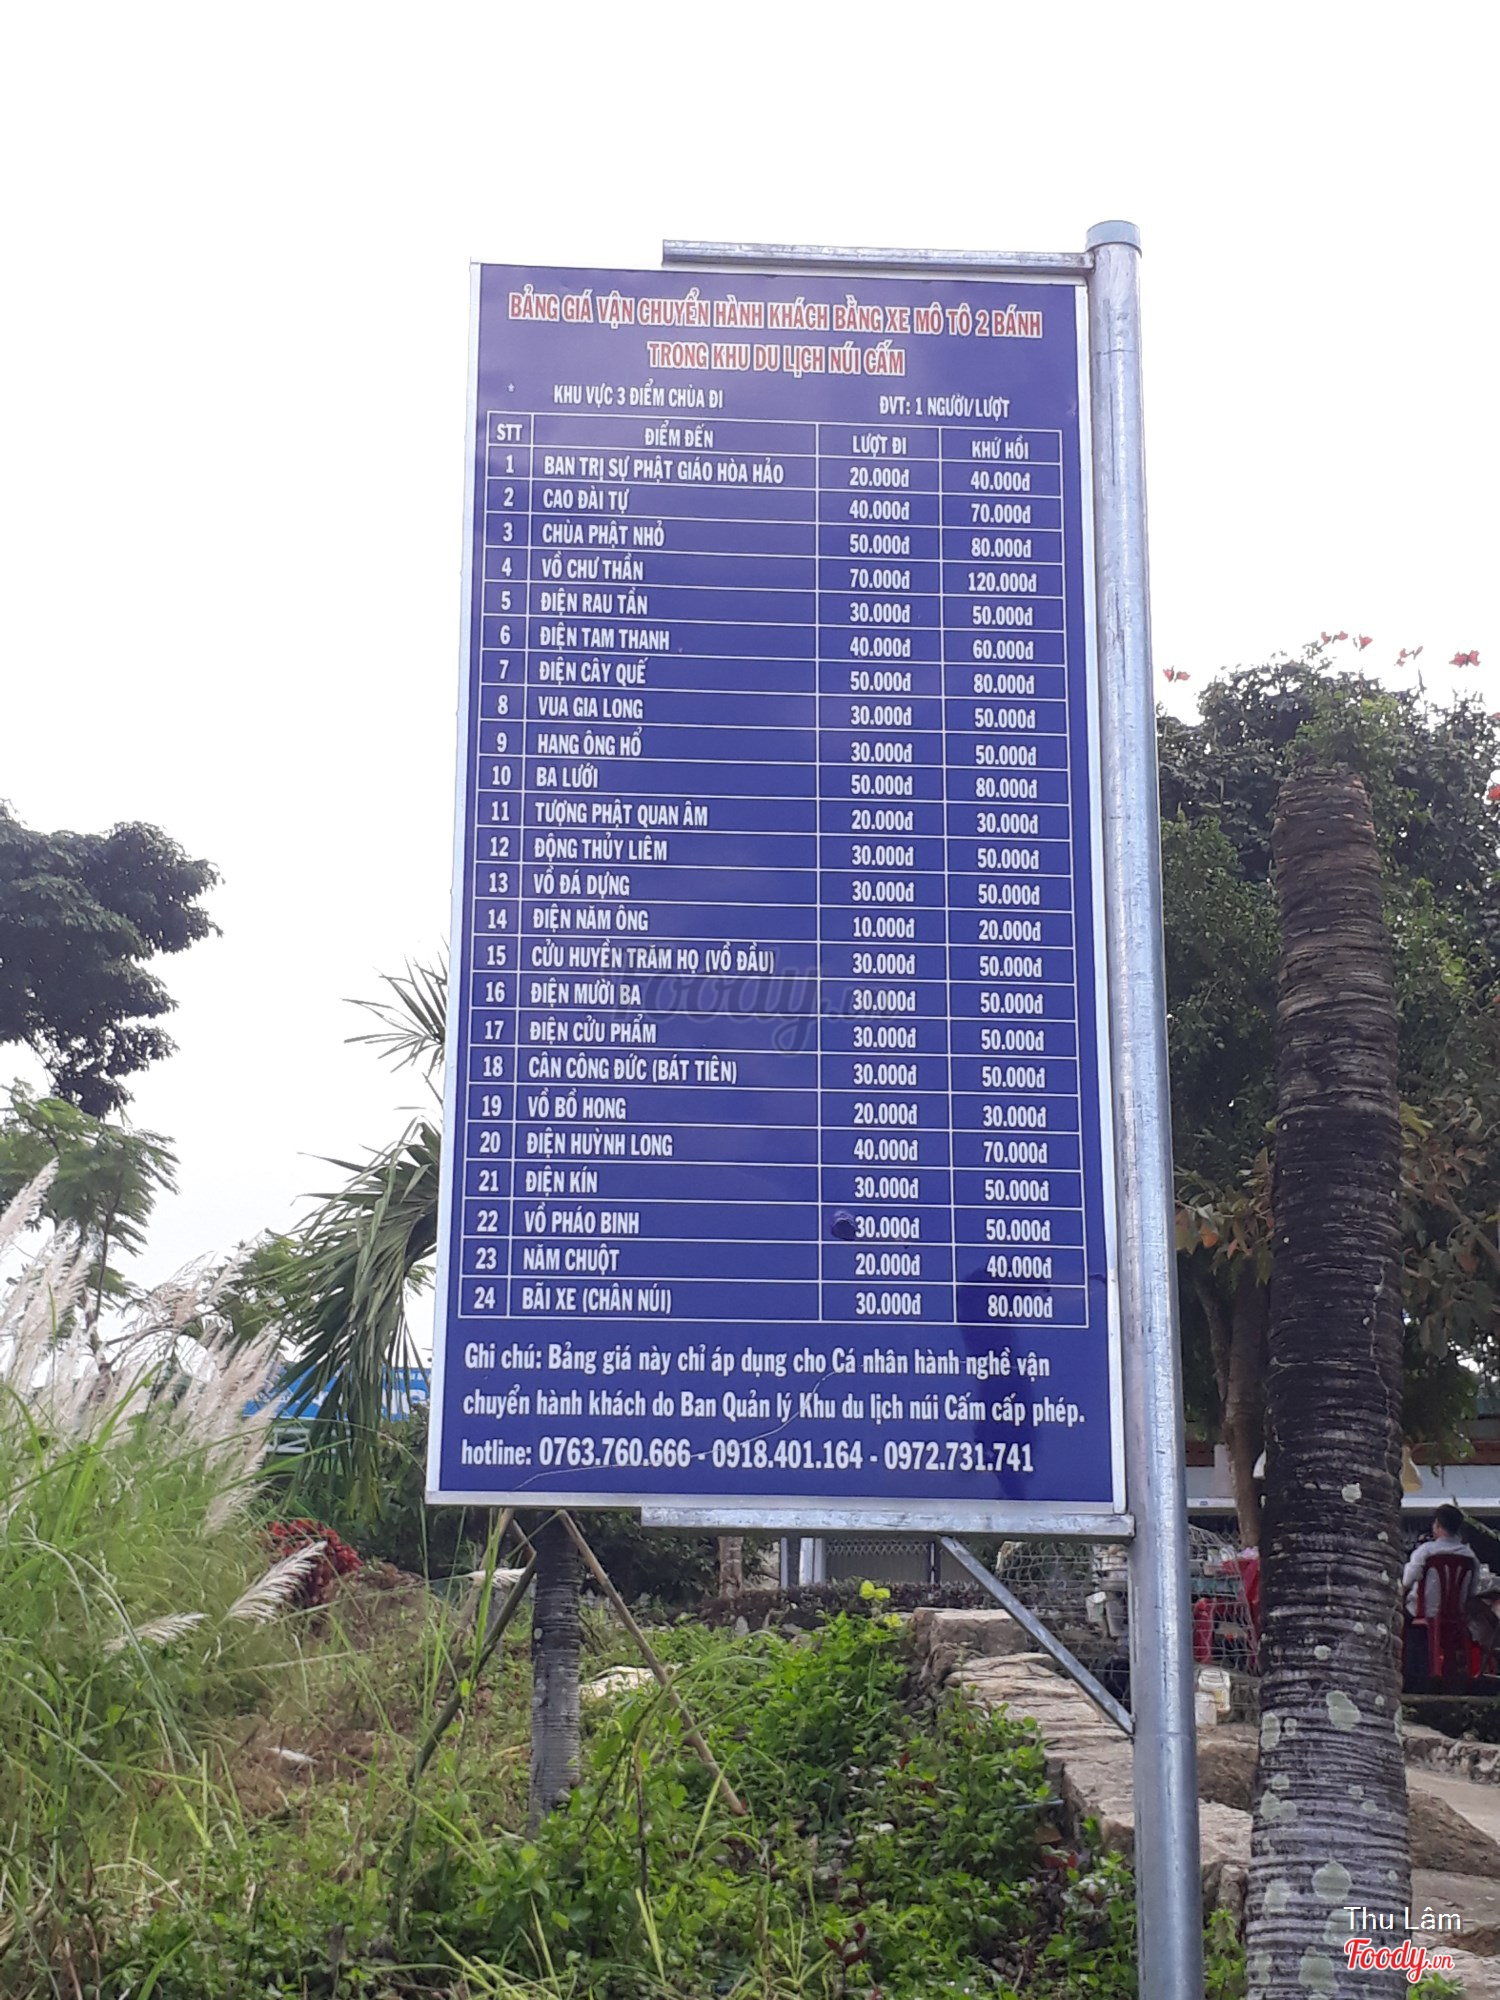 BẢNG GIÁ VẬN CHUYỂN HÀNH KHÁCH BẰNG XE MÔ TÔ 2 BÁNH
TRONG KHU DU LỊCH NÚI CẤM
* KHU VỰC 3 ĐIỂM CHÙA ĐI ĐVT: 1 NGƯỜI/LƯỢT
STT ĐIỂM ĐẾN LƯỢT ĐI KHỨ HỒI
1 BAN TRỊ SỰ PHẬT GIÁO HÒA HẢO 20.000đ 40.000đ
2 CAO ĐÀI TỰ 40.000đ 70.000đ
3 CHÙA PHẬT NHỎ 50.000đ 80.000đ
4 VỒ CHƯ THẦN 70.000đ 120.000đ
5 ĐIỆN RAU TẦN 30.000đ 50.000đ
6 ĐIỆN TAM THANH 40.000đ 60.000đ
7 ĐIỆN CÂY QUẾ 50.000đ 80.000đ
8 VUA GIA LONG 30.000đ 50.000đ
9 HANG ÔNG HỔ 30.000đ 50.000đ
10 BA LƯỚI 50.000đ 80.000đ
11 TƯỢNG PHẬT QUAN ÂM 20.000đ 30.000đ
12 ĐỘNG THỦY LIÊM 30.000đ 50.000đ
13 VỒ ĐÁ DỰNG 30.000đ 50.000đ
14 ĐIỆN NĂM ÔNG 10.000đ 20.000đ
15 CỬU HUYỀN TRĂM HỌ (VỒ ĐẦU) 30.000đ 50.000đ
16 ĐIỆN MƯỜI BA 30.000đ 50.000đ
17 ĐIỆN CỬU PHẨM 30.000đ 50.000đ
18 CÂN CÔNG ĐỨC (BÁT TIÊN) 30.000đ 50.000đ
19 VỒ BỒ HONG 20.000đ 30.000đ
20 ĐIỆN HUỲNH LONG 40.000đ 70.000đ
21 ĐIỆN KÍN 30.000đ 50.000đ
22 VỒ PHÁO BINH 30.000đ 50.000đ
23 NĂM CHUỘT 20.000đ 40.000đ
24 BÃI XE (CHÂN NÚI) 30.000đ 80.000đ
Ghi chú: Bảng giá này chỉ áp dụng cho Cá nhân hành nghề vận
chuyển hành khách do Ban Quản lý Khu du lịch núi Cấm cấp phép.
hotline: 0763.760.666 - 0918.401.164 - 0972.731.741
Foody.vn
Thu Lâm
Foody.vn